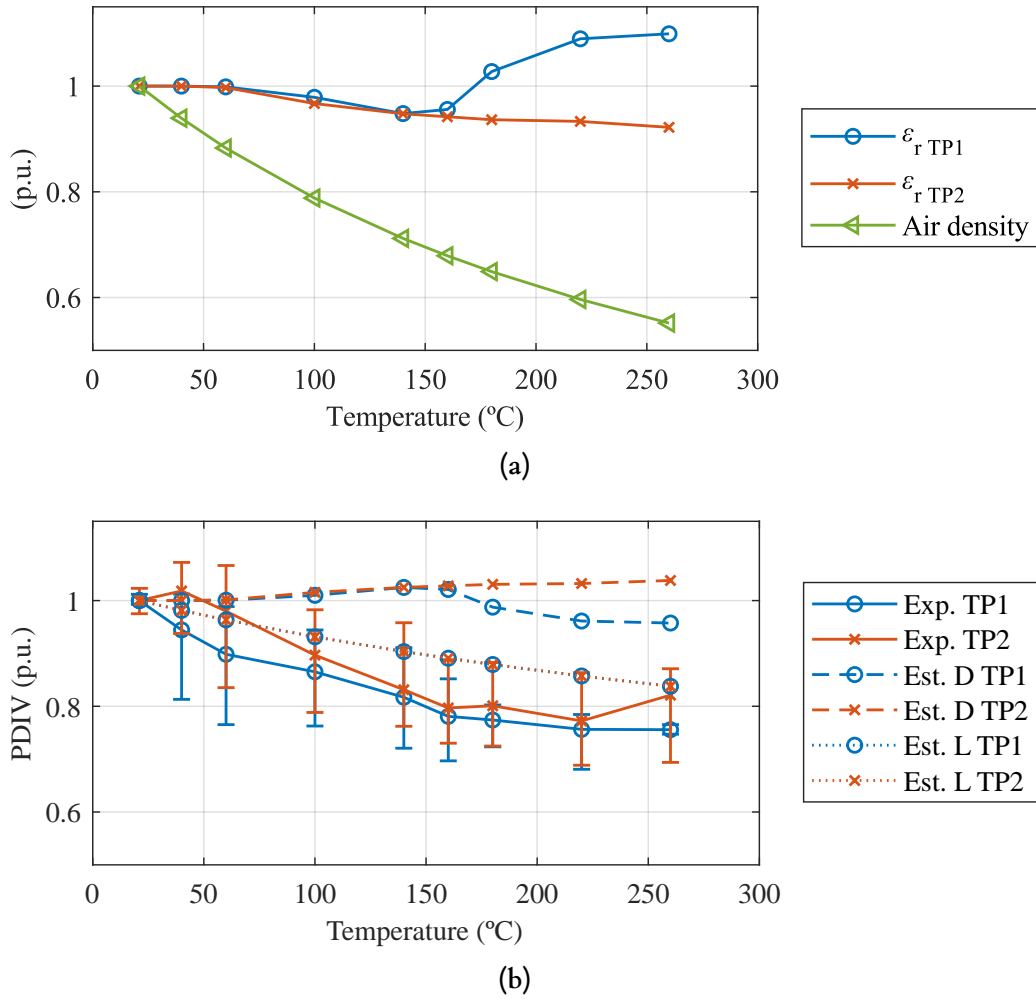 1
0.8
0.6
(p.u.)
0 50 100 150 200 250 300
Temperature (ºC)
εr TP1
εr TP2
Air density
(a)
1
0.8
0.6
PDIV (p.u.)
0 50 100 150 200 250 300
Temperature (ºC)
Exp. TP1
Exp. TP2
Est. D TP1
Est. D TP2
Est. L TP1
Est. L TP2
(b)